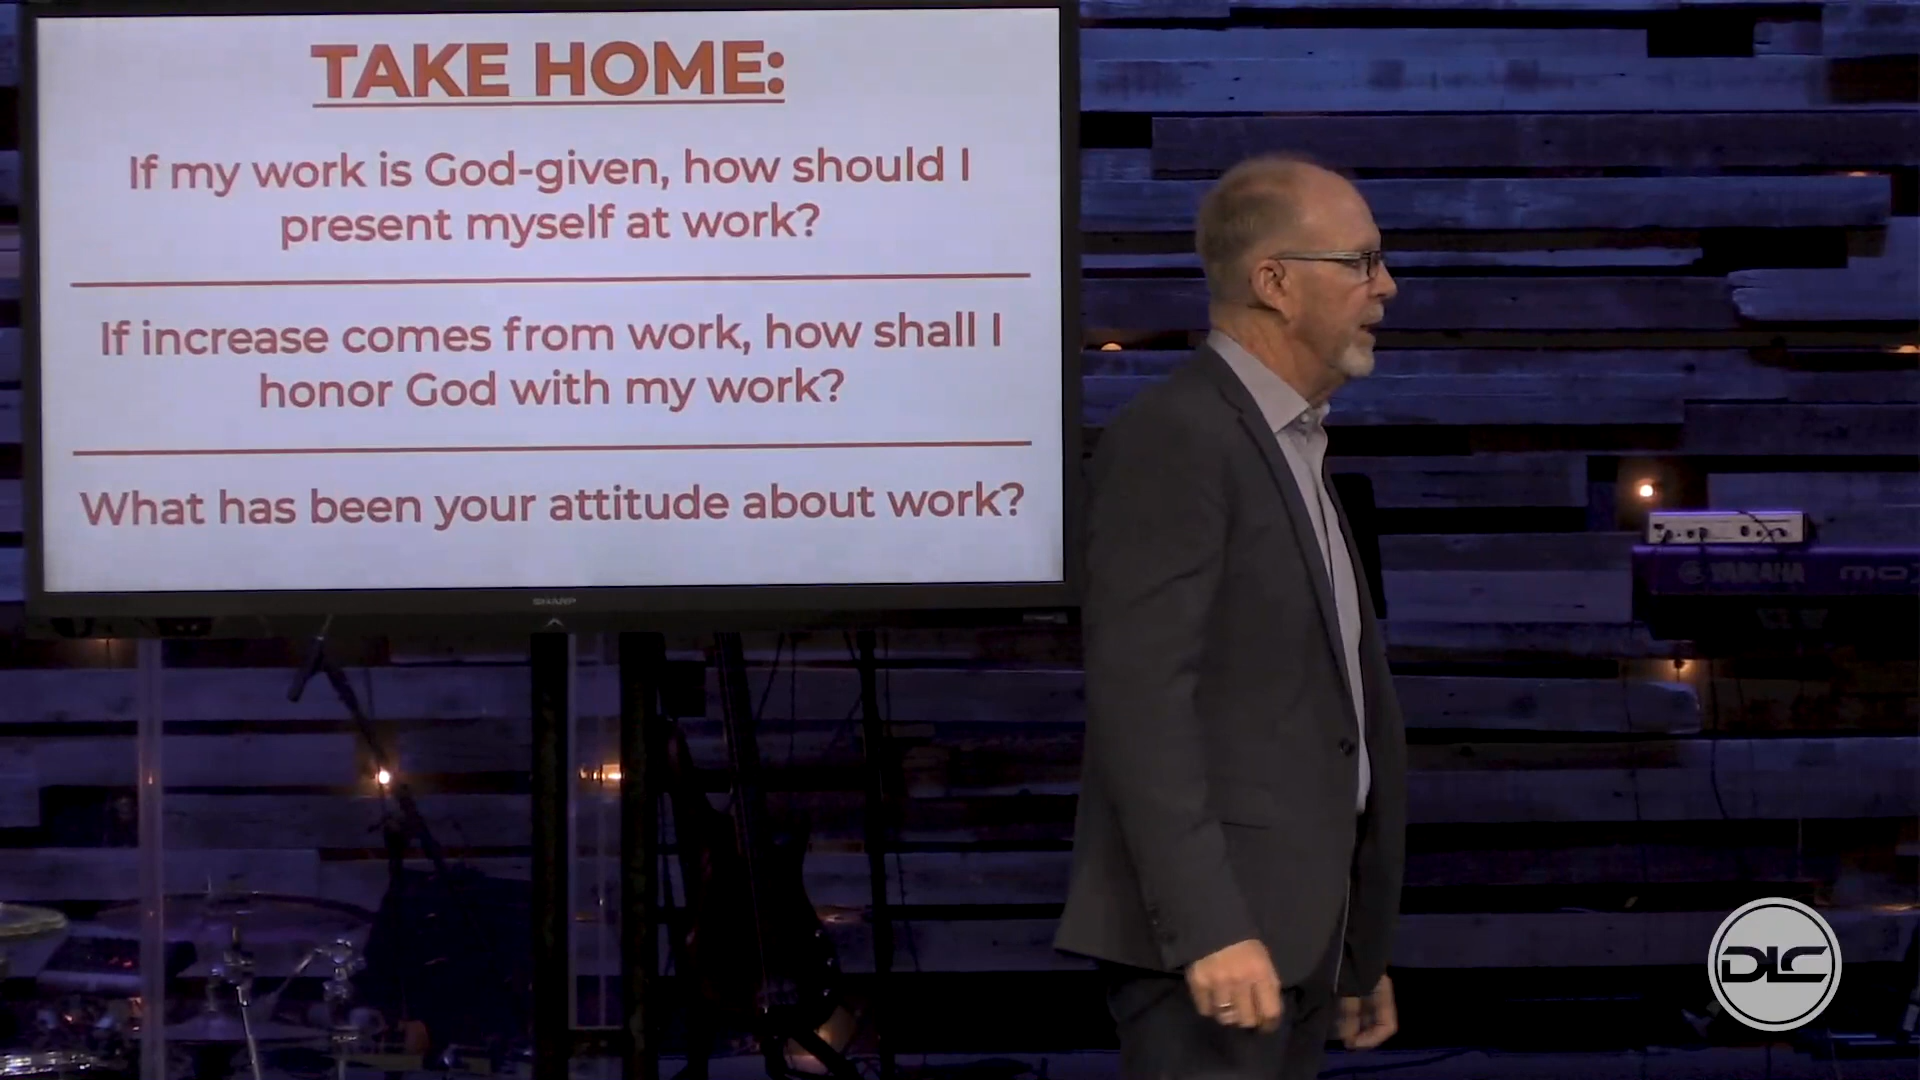 TAKE HOME:
If my work is God-given, how should I
present myself at work?
If increase comes from work, how shall I
honor God with my work?
What has been your attitude about work?
SHARP
YAMAHA
DLC